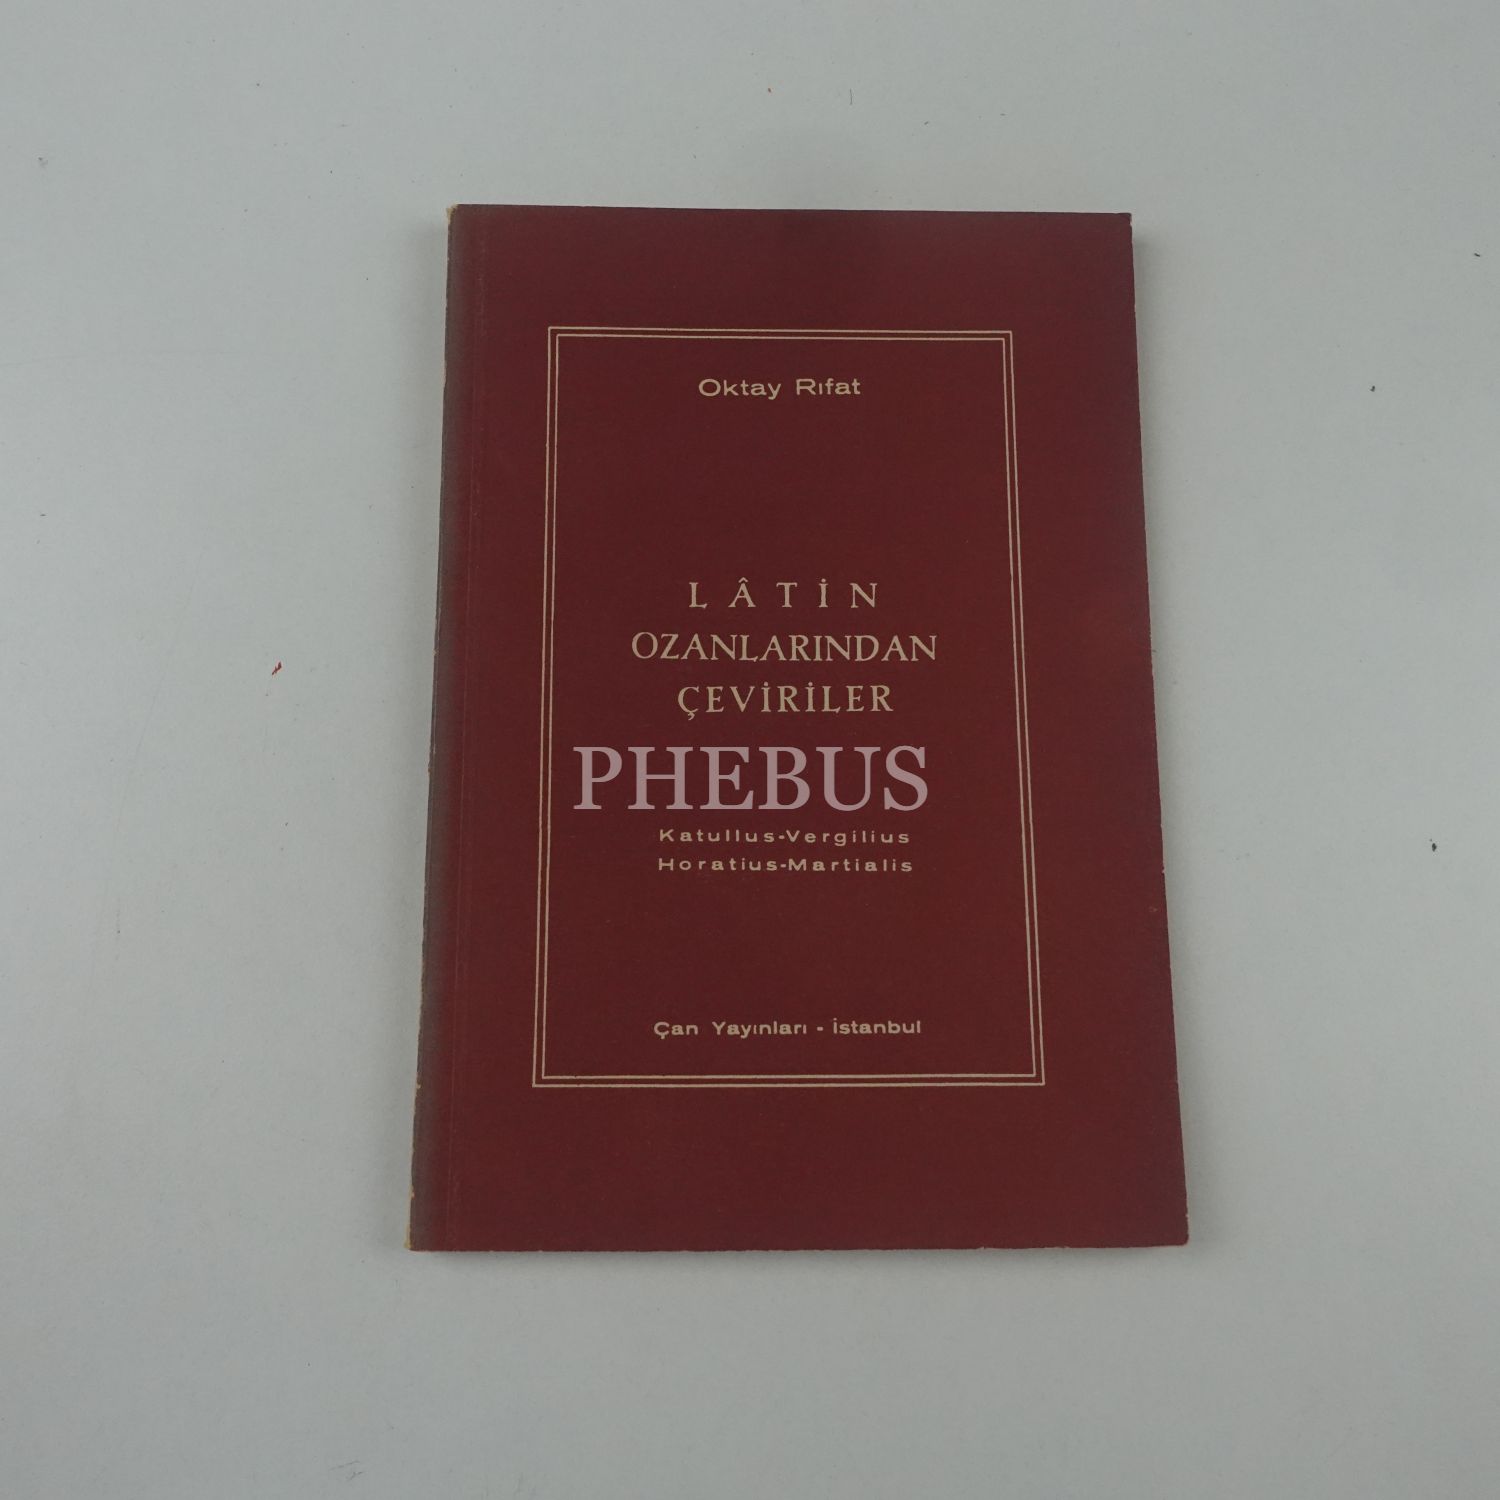 Oktay Rıfat
LÂTİN
OZANLARINDAN
ÇEVİRİLER
PHEBUS
Katullus-Vergilius
Horatius-Martialis
Çan Yayınları - İstanbul